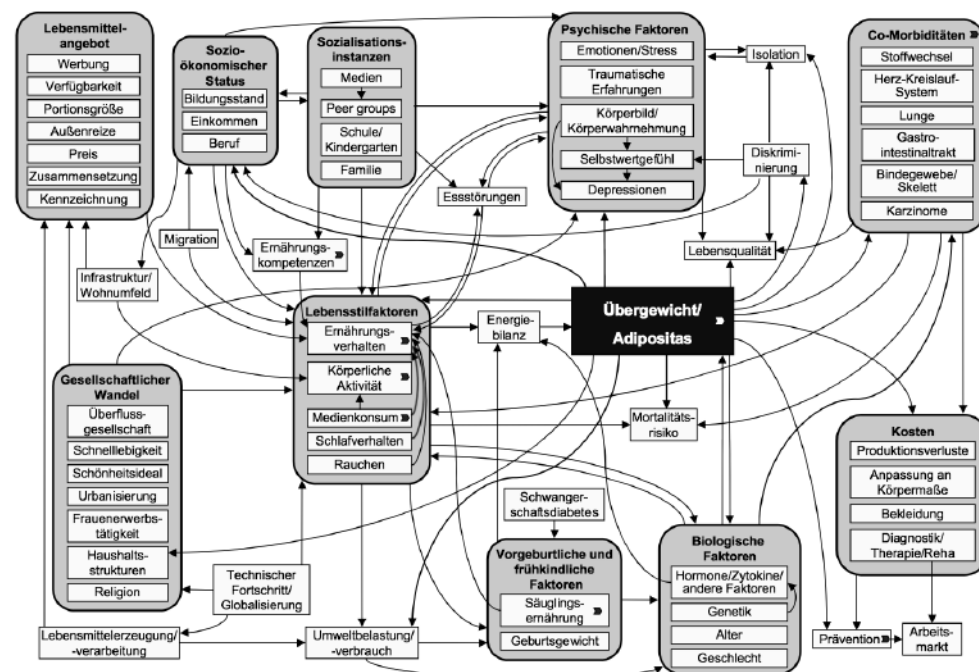 Lebensmittel-
angebot
Werbung
Verfügbarkeit
Portionsgröße
Außenreize
Preis
Zusammensetzung
Kennzeichnung
Sozio-
ökonomischer
Status
Bildungsstand
Einkommen
Beruf
Sozialisations-
instanzen
Medien
Peer groups
Schule/
Kindergarten
Familie
Psychische Faktoren
Emotionen/Stress
Traumatische
Erfahrungen
Körperbild/
Körperwahrnehmung
Selbstwertgefühl
Depressionen
Isolation
Diskrimi-
nierung
Lebensqualität
Co-Morbiditäten
Stoffwechsel
Herz-Kreislauf-
System
Lunge
Gastro-
intestinaltrakt
Bindegewebe/
Skelett
Karzinome
Essstörungen
Migration
Ernährungs-
kompetenzen
Infrastruktur/
Wohnumfeld
Lebensstilfaktoren
Ernährungs-
verhalten
Körperliche
Aktivität
Medienkonsum
Schlafverhalten
Rauchen
Energie-
bilanz
Übergewicht/
Adipositas
Mortalitäts-
risiko
Gesellschaftlicher
Wandel
Überfluss-
gesellschaft
Schnelllebigkeit
Schönheitsideal
Urbanisierung
Frauenerwerbs-
tätigkeit
Haushalts-
strukturen
Religion
Kosten
Produktionsverluste
Anpassung an
Körpermaße
Bekleidung
Diagnostik/
Therapie/Reha
Schwanger-
schaftsdiabetes
Vorgeburtliche und
frühkindliche
Faktoren
Säuglings-
ernährung
Geburtsgewicht
Biologische
Faktoren
Hormone/Zytokine/
andere Faktoren
Genetik
Alter
Geschlecht
Technischer
Fortschritt/
Globalisierung
Lebensmittelerzeugung/
-verarbeitung
Umweltbelastung/
-verbrauch
Prävention
Arbeits-
markt